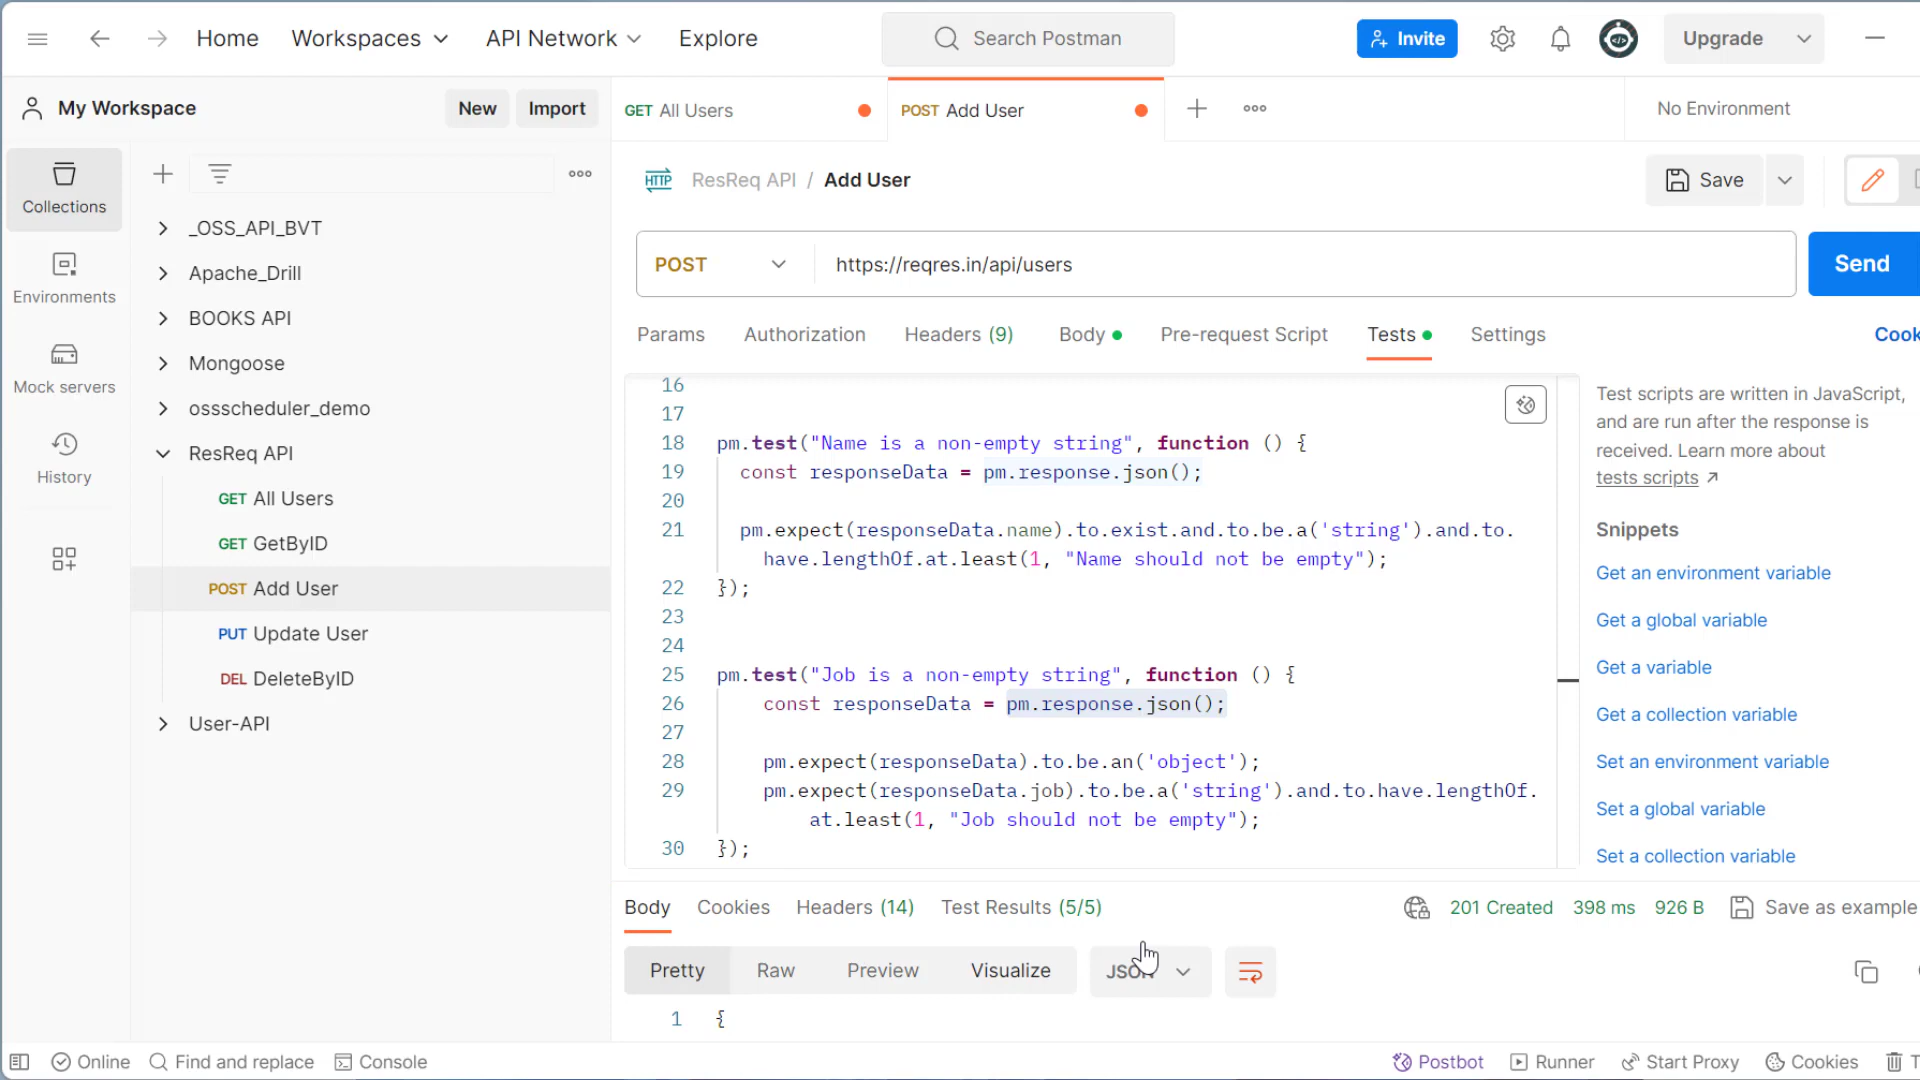 Home
Workspaces
API Network
Explore
Search Postman
Invite
Upgrade
My Workspace
New
Import
GET All Users
POST Add User
No Environment
Collections
Environments
Mock servers
History
_OSS_API_BVT
Apache_Drill
BOOKS API
Mongoose
ossscheduler_demo
ResReq API
GET All Users
GET GetByID
POST Add User
PUT Update User
DEL DeleteByID
User-API
HTTP ResReq API / Add User
Save
POST
https://reqres.in/api/users
Send
Params
Authorization
Headers (9)
Body
Pre-request Script
Tests
Settings
Cook
16
17
18 pm.test("Name is a non-empty string", function () {
19 const responseData = pm.response.json();
20
21 pm.expect(responseData.name).to.exist.and.to.be.a('string').and.to.
have.lengthOf.at.least(1, "Name should not be empty");
22 });
23
24
25 pm.test("Job is a non-empty string", function () {
26 const responseData = pm.response.json();
27
28 pm.expect(responseData).to.be.an('object');
29 pm.expect(responseData.job).to.be.a('string').and.to.have.lengthOf.
at.least(1, "Job should not be empty");
30 });
Test scripts are written in JavaScript,
and are run after the response is
received. Learn more about
tests scripts
Snippets
Get an environment variable
Get a global variable
Get a variable
Get a collection variable
Set an environment variable
Set a global variable
Set a collection variable
Body
Cookies
Headers (14)
Test Results (5/5)
201 Created
398 ms
926 B
Save as example
Pretty
Raw
Preview
Visualize
JSON
1 {
Online
Find and replace
Console
Postbot
Runner
Start Proxy
Cookies
T